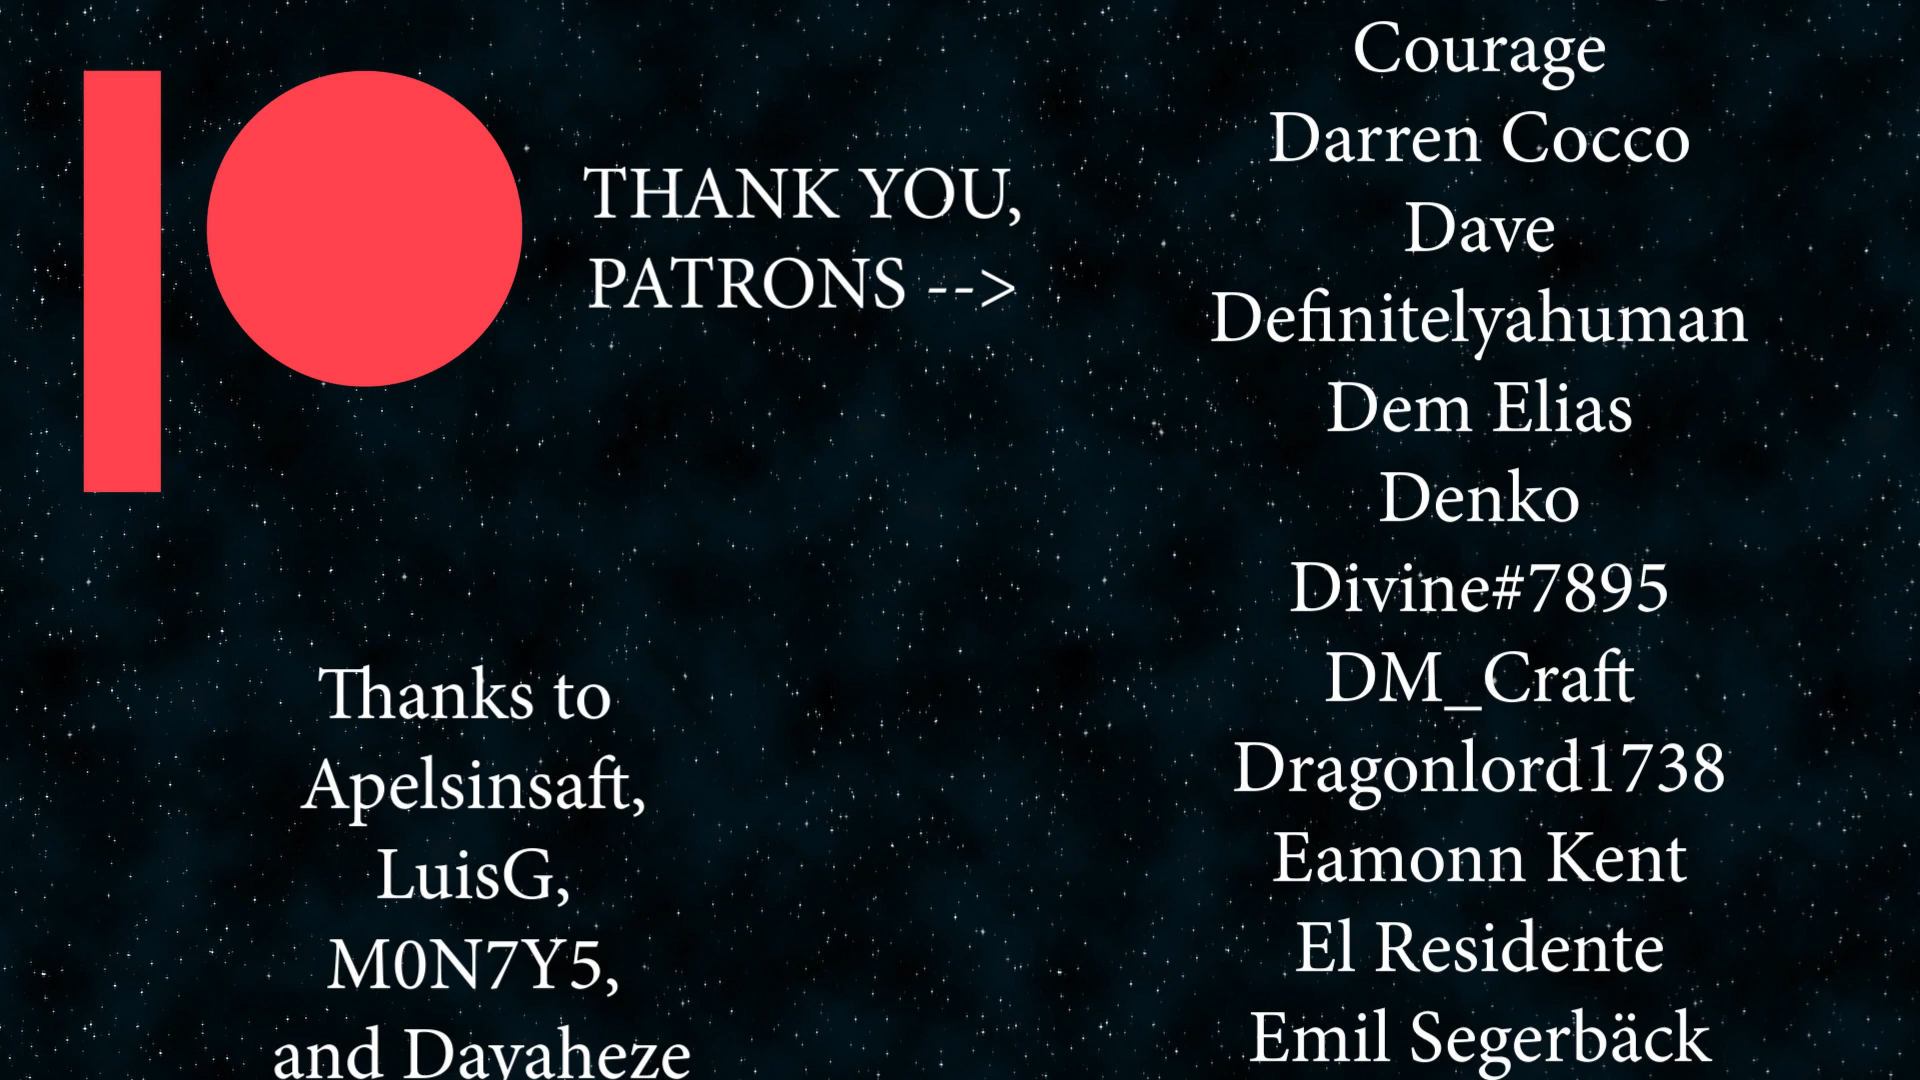 THANK YOU,
PATRONS -->
Thanks to
Apelsinsaft,
LuisG,
M0N7Y5,
and Dayaheze
Courage
Darren Cocco
Dave
Definitelyahuman
Dem Elias
Denko
Divine#7895
DM_Craft
Dragonlord1738
Eamonn Kent
El Residente
Emil Segerbäck